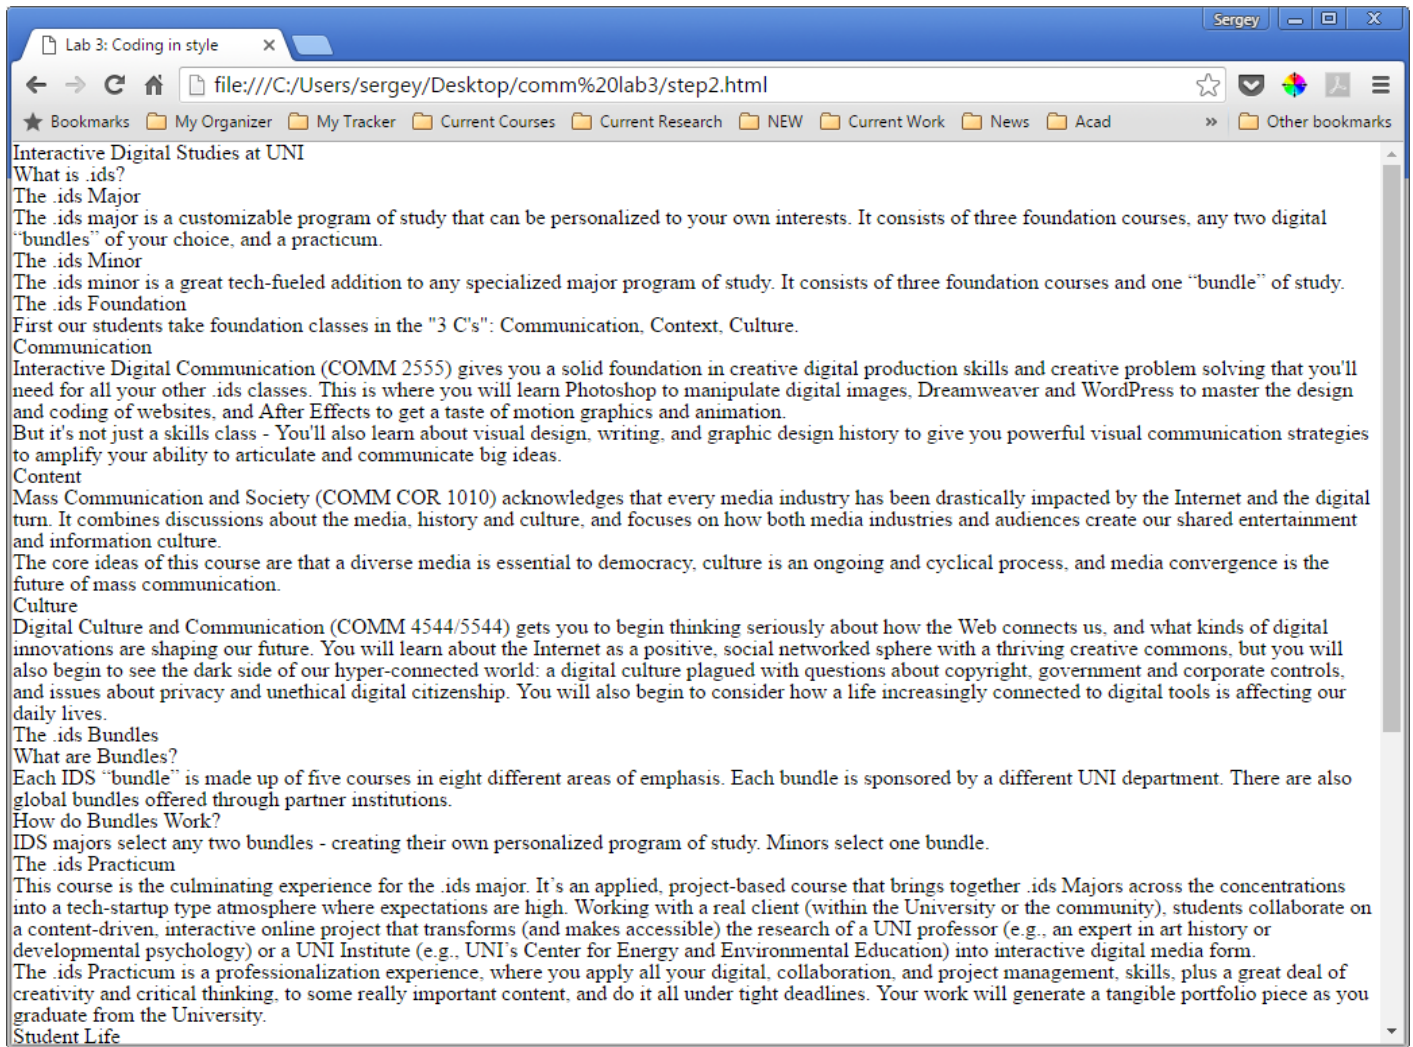 Sergey
Lab 3: Coding in style
file:///C:/Users/sergey/Desktop/comm%20lab3/step2.html
Bookmarks My Organizer My Tracker Current Courses Current Research NEW Current Work News Acad » Other bookmarks
Interactive Digital Studies at UNI
What is .ids?
The .ids Major
The .ids major is a customizable program of study that can be personalized to your own interests. It consists of three foundation courses, any two digital
“bundles” of your choice, and a practicum.
The .ids Minor
The .ids minor is a great tech-fueled addition to any specialized major program of study. It consists of three foundation courses and one “bundle” of study.
The .ids Foundation
First our students take foundation classes in the "3 C's": Communication, Context, Culture.
Communication
Interactive Digital Communication (COMM 2555) gives you a solid foundation in creative digital production skills and creative problem solving that you'll
need for all your other .ids classes. This is where you will learn Photoshop to manipulate digital images, Dreamweaver and WordPress to master the design
and coding of websites, and After Effects to get a taste of motion graphics and animation.
But it's not just a skills class - You'll also learn about visual design, writing, and graphic design history to give you powerful visual communication strategies
to amplify your ability to articulate and communicate big ideas.
Content
Mass Communication and Society (COMM COR 1010) acknowledges that every media industry has been drastically impacted by the Internet and the digital
turn. It combines discussions about the media, history and culture, and focuses on how both media industries and audiences create our shared entertainment
and information culture.
The core ideas of this course are that a diverse media is essential to democracy, culture is an ongoing and cyclical process, and media convergence is the
future of mass communication.
Culture
Digital Culture and Communication (COMM 4544/5544) gets you to begin thinking seriously about how the Web connects us, and what kinds of digital
innovations are shaping our future. You will learn about the Internet as a positive, social networked sphere with a thriving creative commons, but you will
also begin to see the dark side of our hyper-connected world: a digital culture plagued with questions about copyright, government and corporate controls,
and issues about privacy and unethical digital citizenship. You will also begin to consider how a life increasingly connected to digital tools is affecting our
daily lives.
The .ids Bundles
What are Bundles?
Each IDS “bundle” is made up of five courses in eight different areas of emphasis. Each bundle is sponsored by a different UNI department. There are also
global bundles offered through partner institutions.
How do Bundles Work?
IDS majors select any two bundles - creating their own personalized program of study. Minors select one bundle.
The .ids Practicum
This course is the culminating experience for the .ids major. It’s an applied, project-based course that brings together .ids Majors across the concentrations
into a tech-startup type atmosphere where expectations are high. Working with a real client (within the University or the community), students collaborate on
a content-driven, interactive online project that transforms (and makes accessible) the research of a UNI professor (e.g., an expert in art history or
developmental psychology) or a UNI Institute (e.g., UNI’s Center for Energy and Environmental Education) into interactive digital media form.
The .ids Practicum is a professionalization experience, where you apply all your digital, collaboration, and project management, skills, plus a great deal of
creativity and critical thinking, to some really important content, and do it all under tight deadlines. Your work will generate a tangible portfolio piece as you
graduate from the University.
Student Life